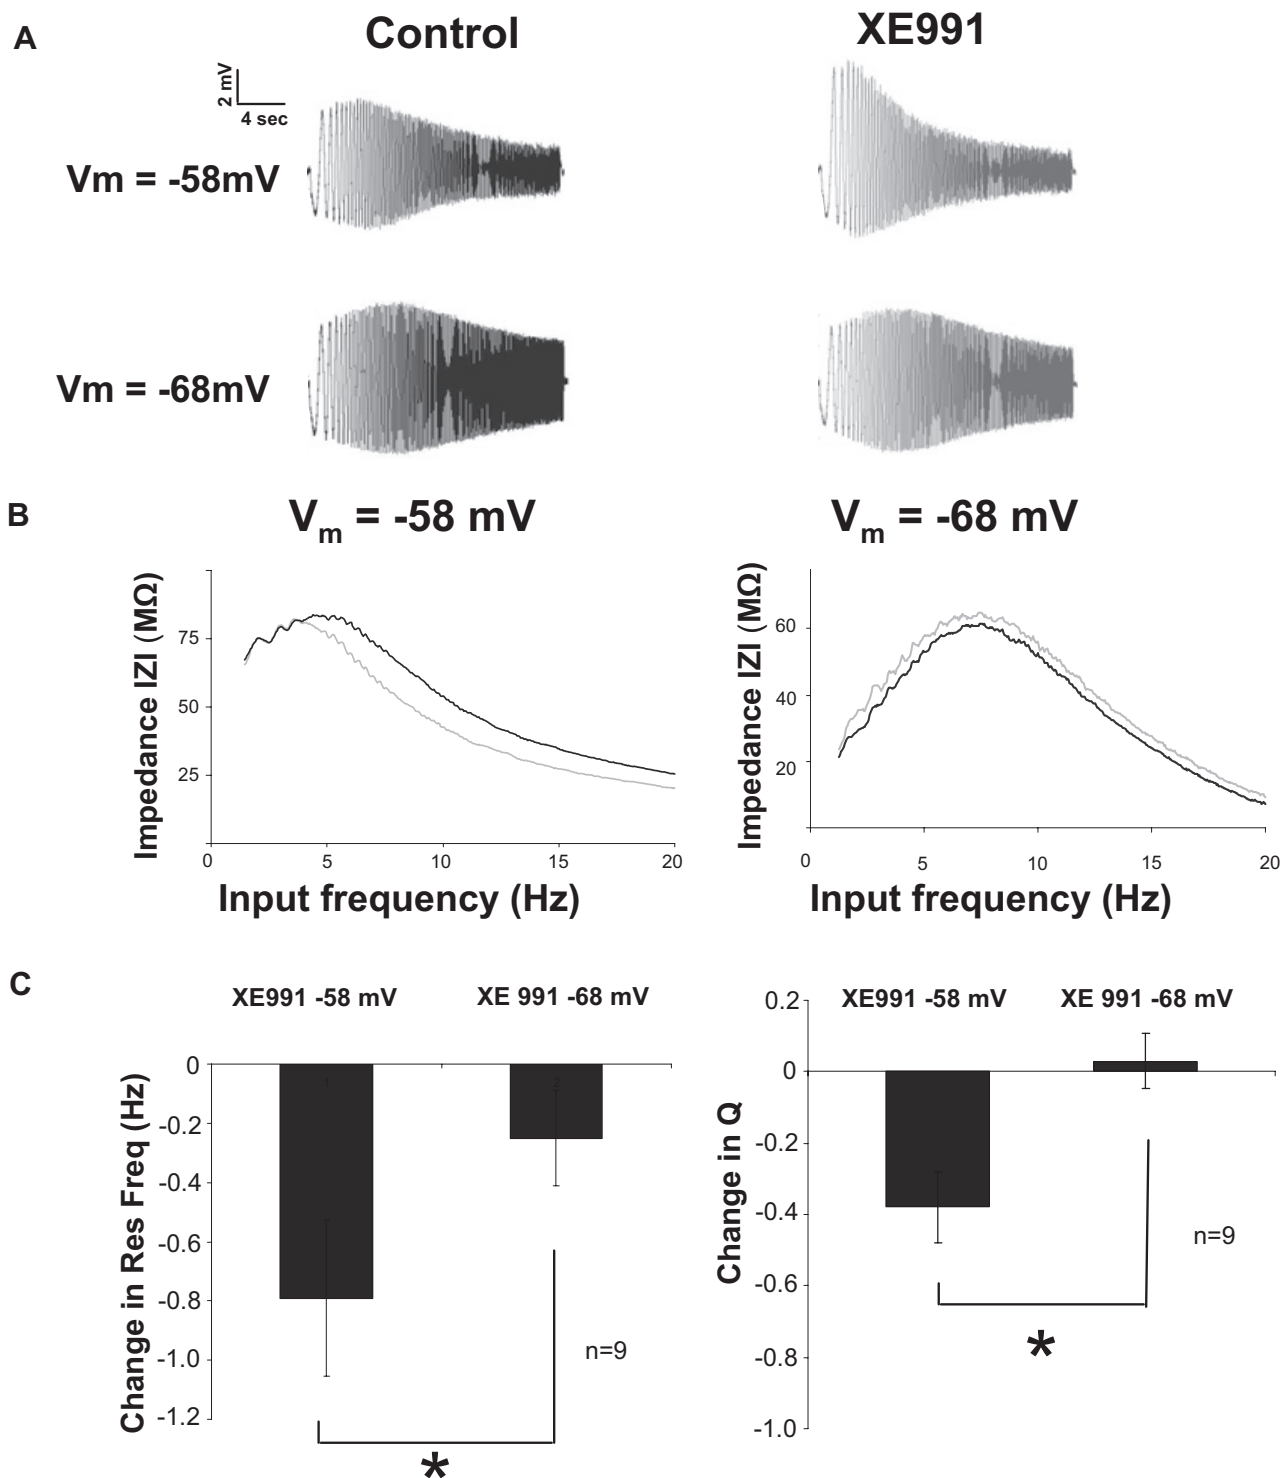 A
Control
XE991
2 mV
4 sec
Vm = -58mV
Vm = -68mV
B
Vm = -58 mV
Vm = -68 mV
Impedance IZI (MΩ)
75
50
25
0
5
10
15
20
Input frequency (Hz)
Impedance IZI (MΩ)
60
40
20
0
5
10
15
20
Input frequency (Hz)
C
XE991 -58 mV
XE 991 -68 mV
Change in Res Freq (Hz)
0
-0.2
-0.4
-0.6
-0.8
-1.0
-1.2
n=9
*
XE991 -58 mV
XE 991 -68 mV
Change in Q
0.2
0
-0.2
-0.4
-0.6
-0.8
-1.0
n=9
*